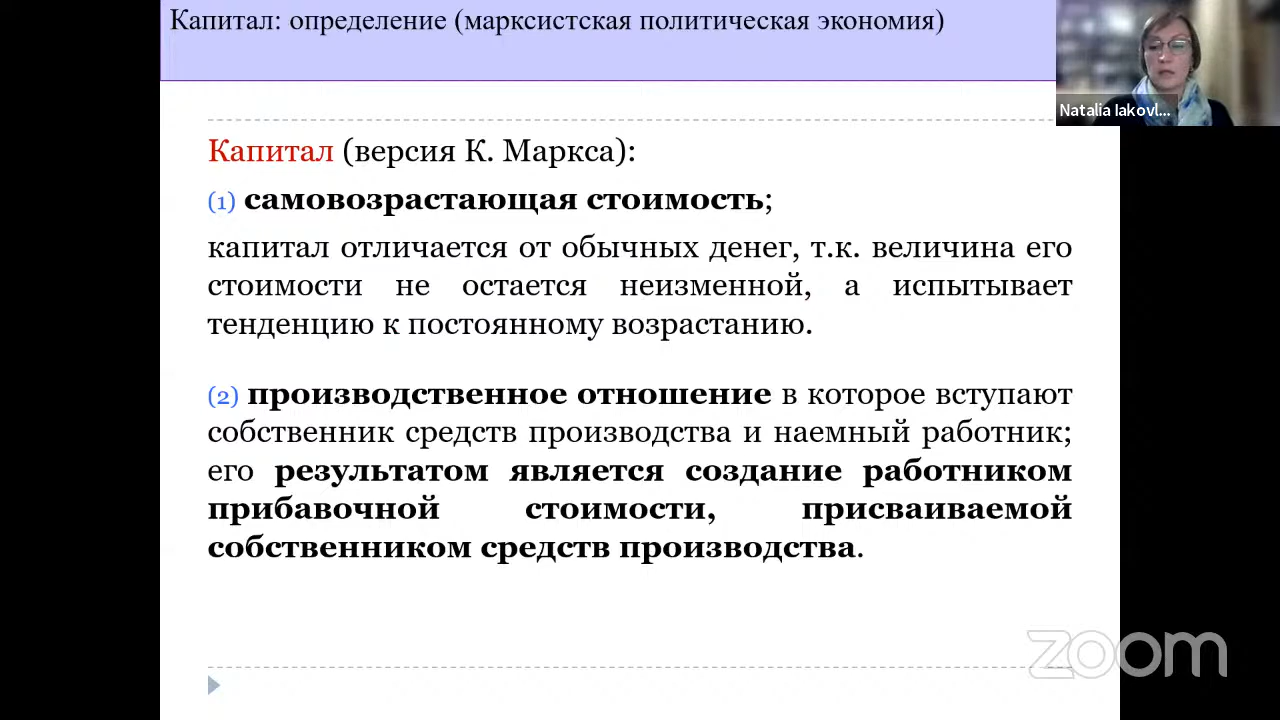 Капитал: определение (марксистская политическая экономия)
Natalia Iakovl...
Капитал (версия К. Маркса):
(1) самовозрастающая стоимость;
капитал отличается от обычных денег, т.к. величина его
стоимости не остается неизменной, а испытывает
тенденцию к постоянному возрастанию.
(2) производственное отношение в которое вступают
собственник средств производства и наемный работник;
его результатом является создание работником
прибавочной стоимости, присваиваемой
собственником средств производства.
zoom